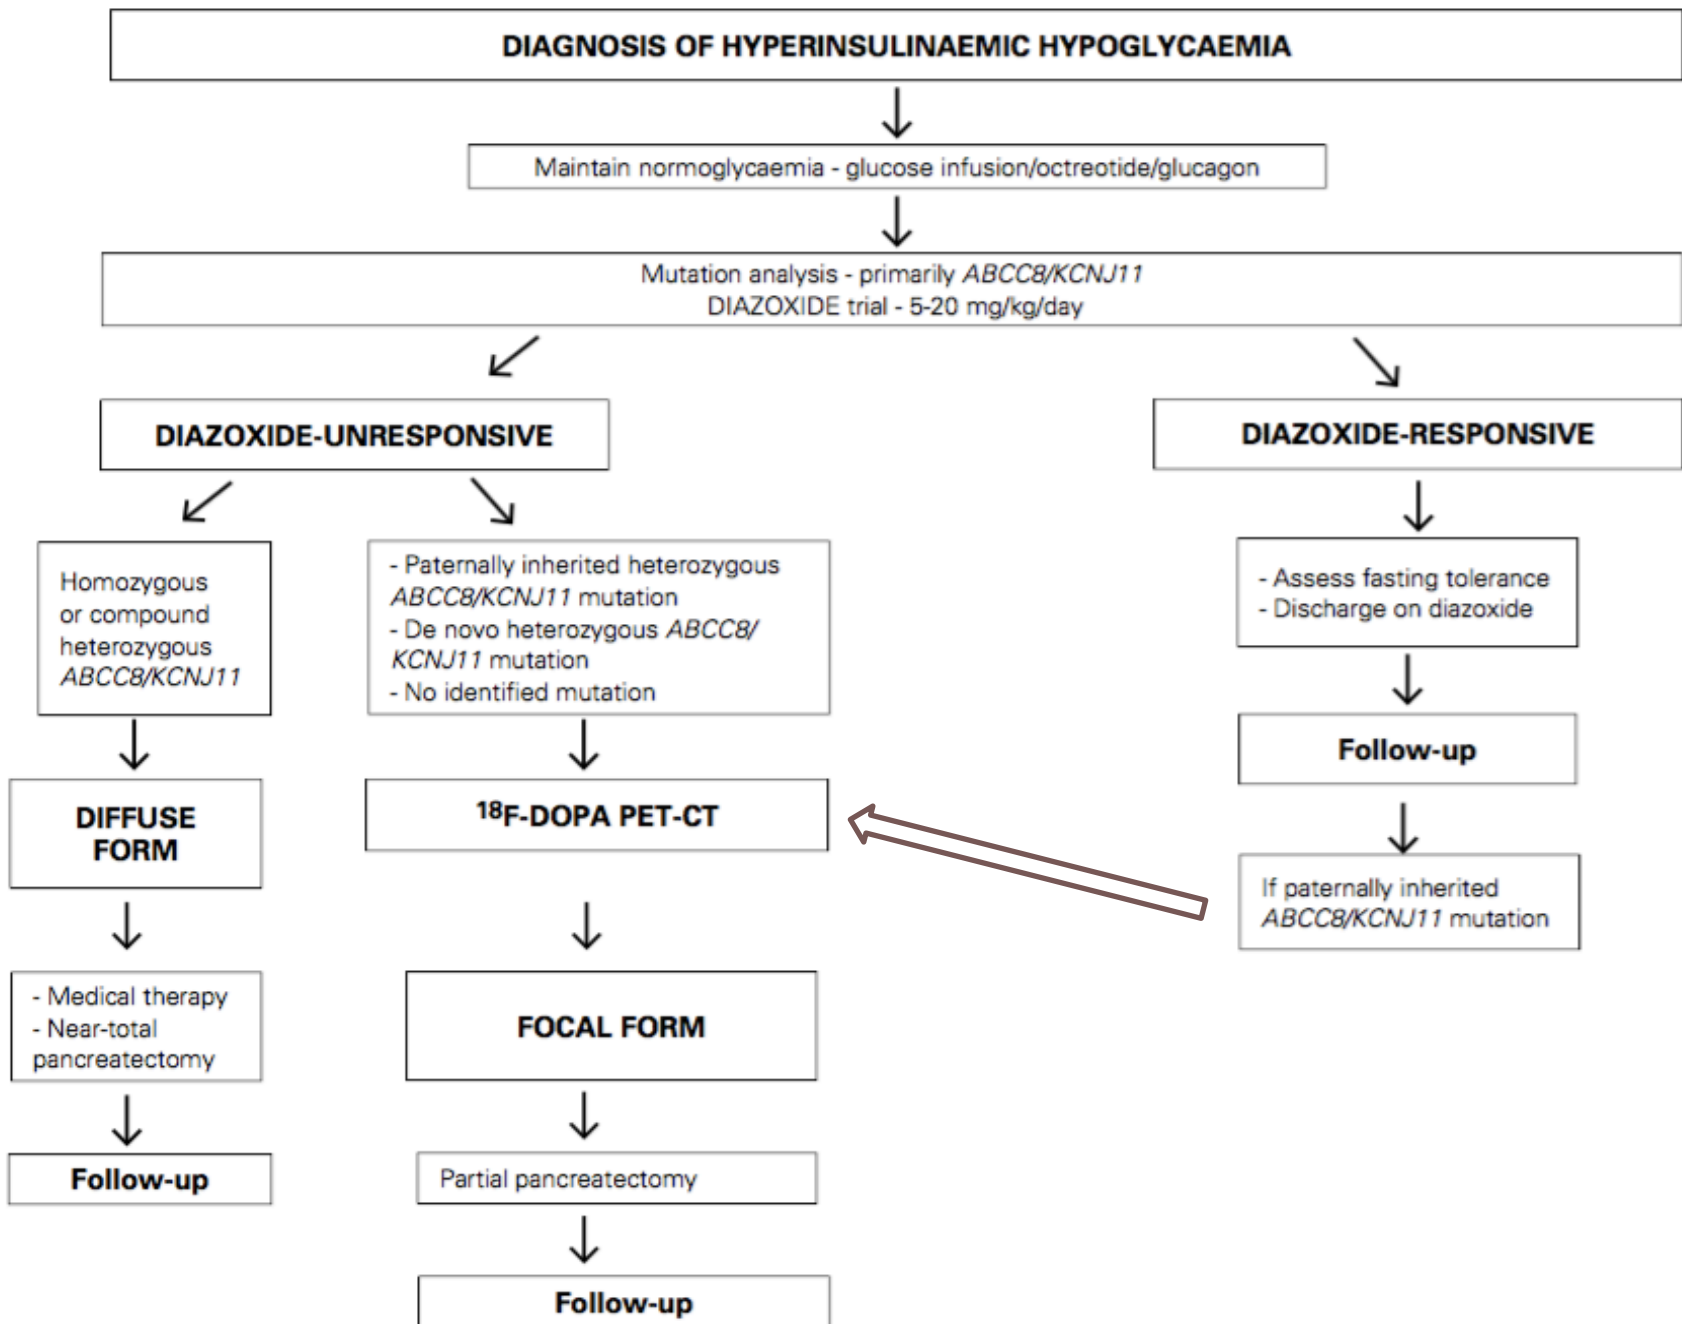 DIAGNOSIS OF HYPERINSULINAEMIC HYPOGLYCAEMIA
Maintain normoglycaemia - glucose infusion/octreotide/glucagon
Mutation analysis - primarily ABCC8/KCNJ11
DIAZOXIDE trial - 5-20 mg/kg/day
DIAZOXIDE-UNRESPONSIVE
DIAZOXIDE-RESPONSIVE
Homozygous
or compound
heterozygous
ABCC8/KCNJ11
- Paternally inherited heterozygous
ABCC8/KCNJ11 mutation
- De novo heterozygous ABCC8/
KCNJ11 mutation
- No identified mutation
- Assess fasting tolerance
- Discharge on diazoxide
Follow-up
DIFFUSE
FORM
18F-DOPA PET-CT
If paternally inherited
ABCC8/KCNJ11 mutation
- Medical therapy
- Near-total
pancreatectomy
FOCAL FORM
Follow-up
Partial pancreatectomy
Follow-up